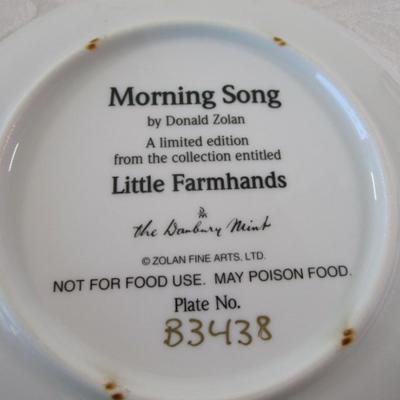 Morning Song
by Donald Zolan
A limited edition
from the collection entitled
Little Farmhands
the Danbury Mint
© ZOLAN FINE ARTS, LTD.
NOT FOR FOOD USE. MAY POISON FOOD.
Plate No.
B3438